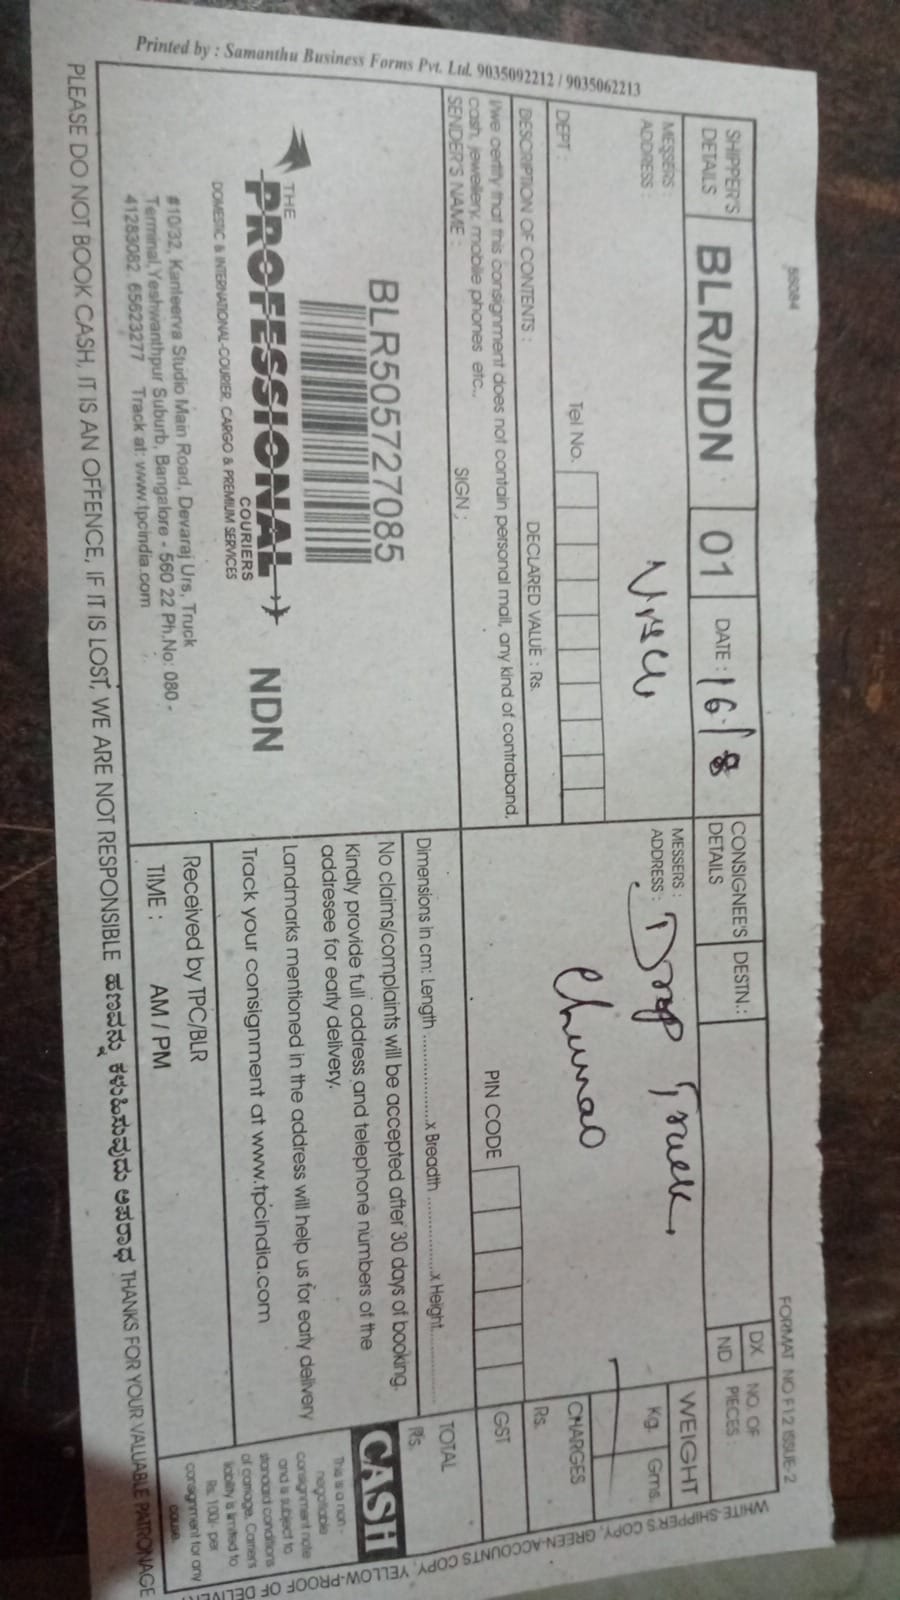 55084
FORMAT NO F12 ISSUE-2
SHIPPER'S DETAILS BLR/NDN 01 DATE : 16/8
CONSIGNEE'S DETAILS DESTN.: DX ND NO. OF PIECES :
MESSERS :
ADDRESS :
MESSERS :
ADDRESS : Drop Truck,
WEIGHT
Kg. Gms.
Tel No.
DEPT :
CHARGES
Rs.
DESCRIPTION OF CONTENTS : DECLARED VALUE : Rs.
PIN CODE
GST
I/we certify that this consignment does not contain personal mail, any kind of contraband,
cash, jewellery, mobile phones etc.,
SENDER'S NAME : SIGN :
Dimensions in cm: Length ..................x Breadth ..................x Height............
TOTAL
Rs.
BLR505727085
THE
PROFESSIONAL
COURIERS
NDN
DOMESTIC & INTERNATIONAL-COURIER, CARGO & PREMIUM SERVICES
#10/32, Kanteerva Studio Main Road, Devaraj Urs, Truck
Terminal,Yeshwanthpur Suburb, Bangalore - 560 22 Ph.No: 080 -
41283082 65623277 Track at: www.tpcindia.com
No claims/complaints will be accepted after 30 days of booking.
Kindly provide full address and telephone numbers of the
addresee for early delivery.
Landmarks mentioned in the address will help us for early delivery
Track your consignment at www.tpcindia.com
Received by TPC/BLR
TIME : AM / PM
CASH
This is a non -
negotiable
consignment note
and is subject to
standard conditions
of carriage. Carriers
liability is limited to
Rs. 100/. per
consignment for any
cause.
PLEASE DO NOT BOOK CASH, IT IS AN OFFENCE, IF IT IS LOST, WE ARE NOT RESPONSIBLE ಹಣವನ್ನು ಕಳುಹಿಸುವುದು ಅಪರಾಧ THANKS FOR YOUR VALUABLE PATRONAGE
Printed by : Samanthu Business Forms Pvt. Ltd. 9035092212 / 9035062213
WHITE-SHIPPER'S COPY, GREEN-ACCOUNTS COPY, YELLOW-PROOF OF DELIVERY